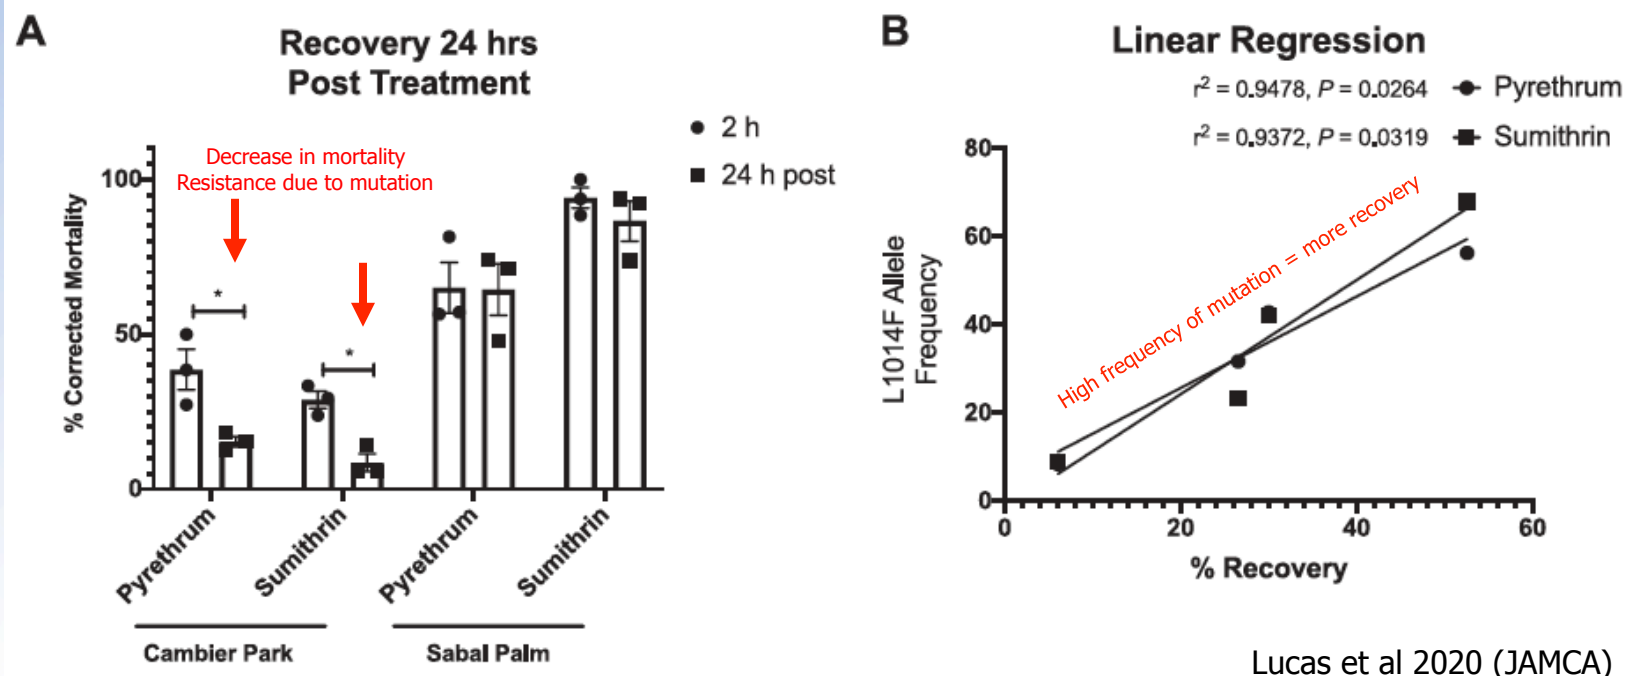 A
Recovery 24 hrs
Post Treatment
2 h
24 h post
Decrease in mortality
Resistance due to mutation
% Corrected Mortality
100
50
0
*
*
Pyrethrum
Sumithrin
Pyrethrum
Sumithrin
Cambier Park
Sabal Palm
B
Linear Regression
r² = 0.9478, P = 0.0264 Pyrethrum
r² = 0.9372, P = 0.0319 Sumithrin
High frequency of mutation = more recovery
L1014F Allele
Frequency
80
60
40
20
0
0 20 40 60
% Recovery
Lucas et al 2020 (JAMCA)